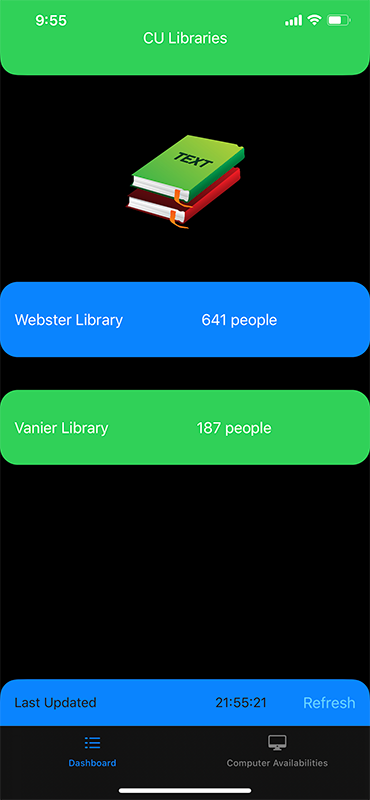 9:55
CU Libraries
TEXT
Webster Library 641 people
Vanier Library 187 people
Last Updated 21:55:21 Refresh
Dashboard Computer Availabilities